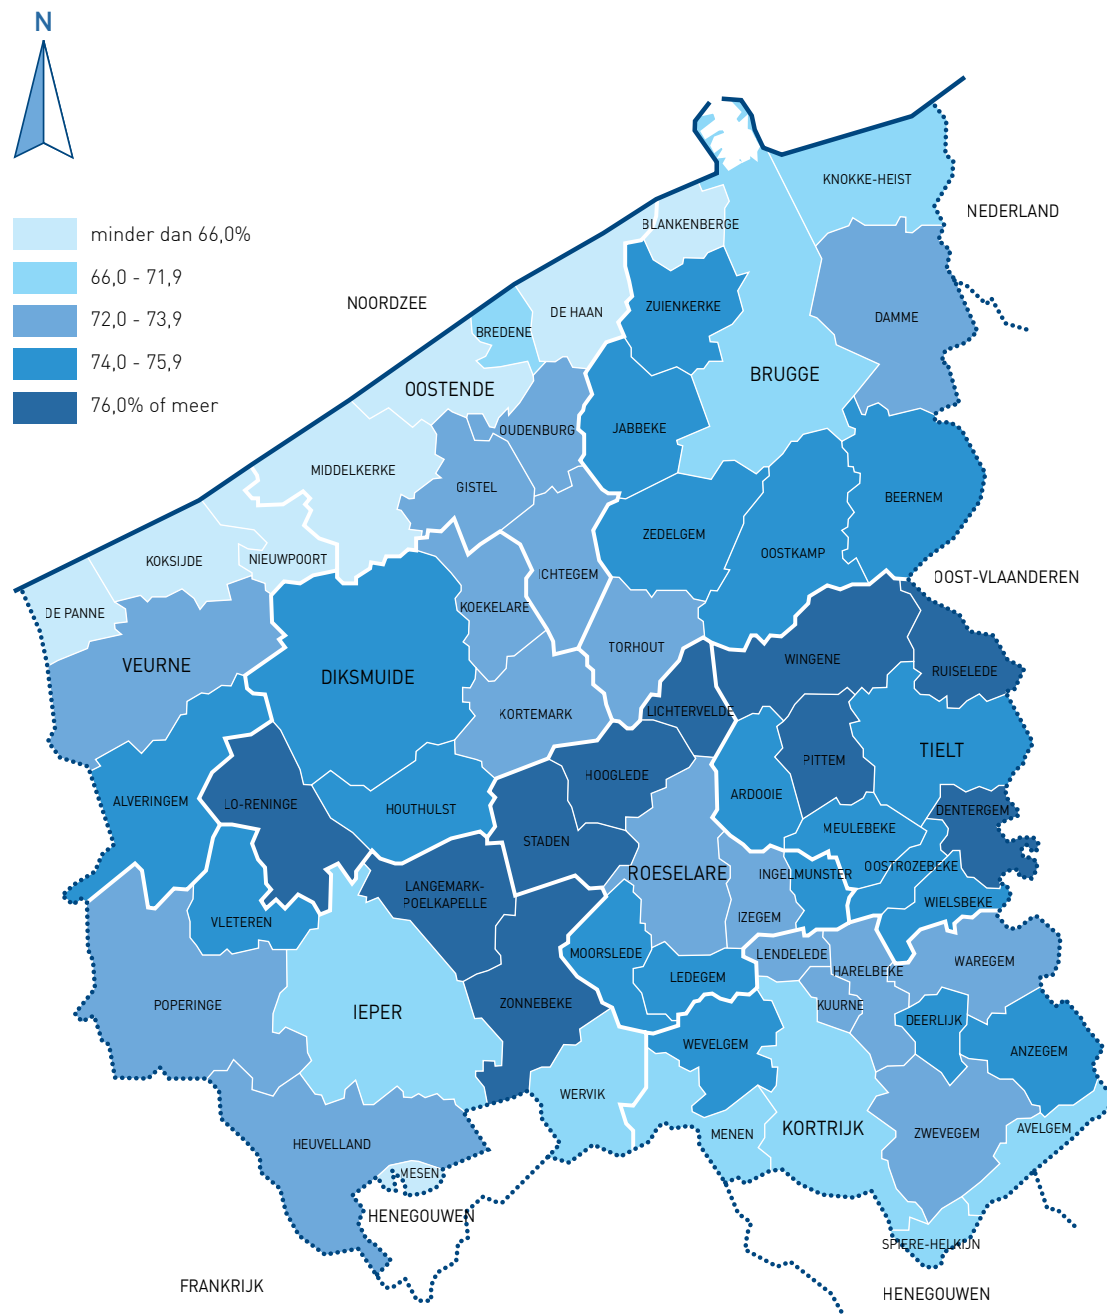 N
minder dan 66,0%
66,0 - 71,9
72,0 - 73,9
74,0 - 75,9
76,0% of meer
KNOKKE-HEIST
NEDERLAND
BLANKENBERGE
NOORDZEE
ZUIENKERKE
DE HAAN
DAMME
BREDENE
BRUGGE
OOSTENDE
OUDENBURG
JABBEKE
MIDDELKERKE
GISTEL
BEERNEM
ZEDELGEM
OOSTKAMP
KOKSIJDE
NIEUWPOORT
ICHTEGEM
OOST-VLAANDEREN
DE PANNE
KOEKELARE
TORHOUT
VEURNE
WINGENE
RUISELEDE
DIKSMUIDE
KORTEMARK
LICHTERVELDE
TIELT
PITTEM
HOOGLEDE
ARDOOIE
ALVERINGEM
LO-RENINGE
HOUTHULST
DENTERGEM
MEULEBEKE
STADEN
OOSTROZEBEKE
ROESELARE
INGELMUNSTER
LANGEMARK-
POELKAPELLE
WIELSBEKE
IZEGEM
VLETEREN
MOORSLEDE
LENDELEDE
WAREGEM
HARELBEKE
LEDEGEM
POPERINGE
ZONNEBEKE
KUURNE
IEPER
DEERLIJK
WEVELGEM
ANZEGEM
WERVIK
KORTRIJK
AVELGEM
MENEN
ZWEVEGEM
HEUVELLAND
MESEN
HENEGOUWEN
SPIERE-HELKIJN
FRANKRIJK
HENEGOUWEN